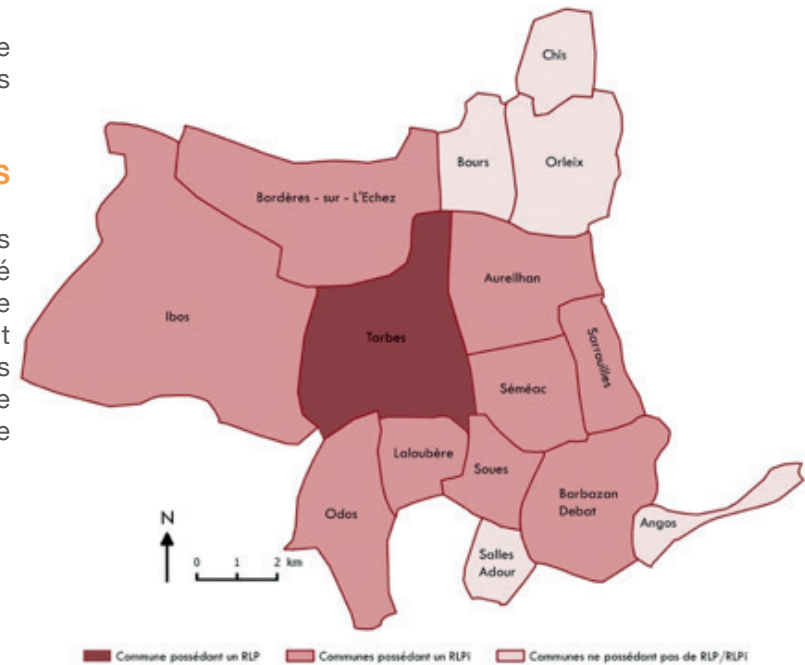 e
s
s
s
é
e
t
s
e
e
Chis
Bours
Orleix
Bordères - sur - L'Echez
Aureilhan
Ibos
Tarbes
Sarrouilles
Séméac
Laloubère
Soues
Barbazan
Debat
Odos
Angos
Salles
Adour
N
0 1 2 km
Commune possédant un RLP
Communes possédant un RLPi
Communes ne possédant pas de RLP/RLPi